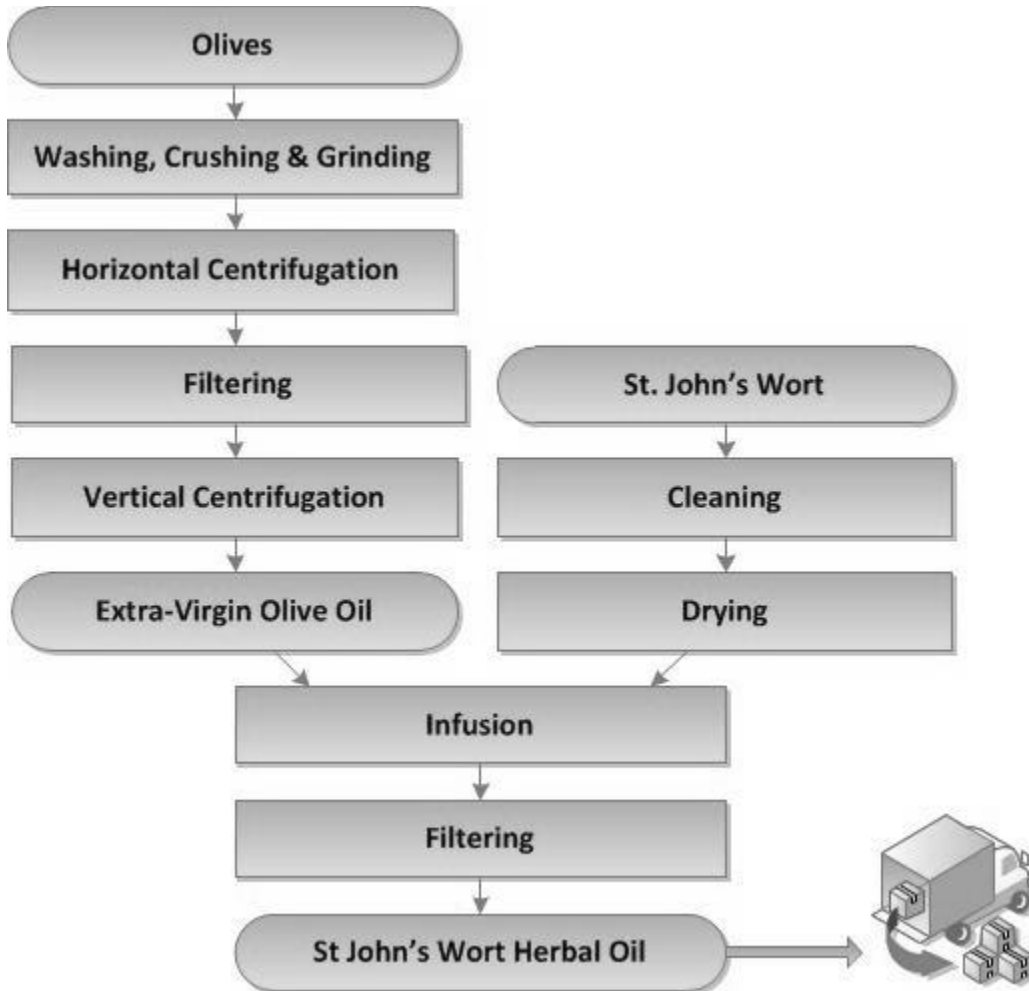 Olives
Washing, Crushing & Grinding
Horizontal Centrifugation
Filtering
Vertical Centrifugation
Extra-Virgin Olive Oil
St. John’s Wort
Cleaning
Drying
Infusion
Filtering
St John’s Wort Herbal Oil